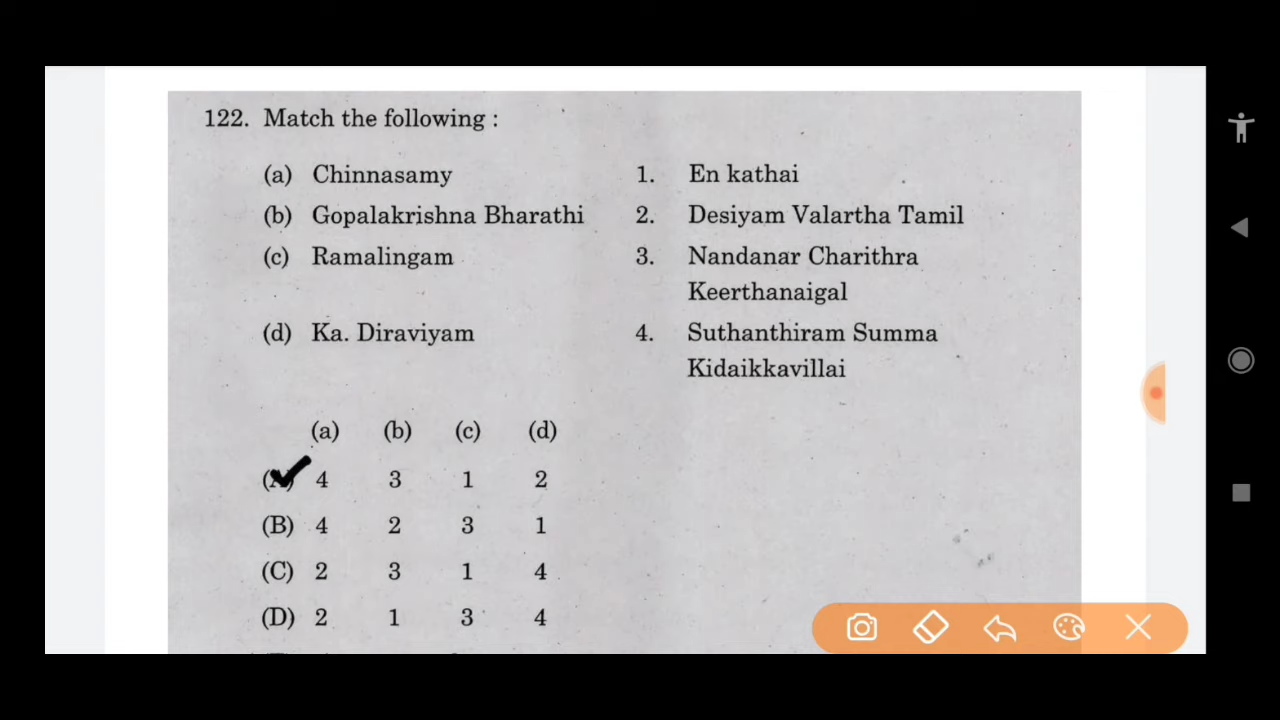 122. Match the following :
(a) Chinnasamy 1. En kathai
(b) Gopalakrishna Bharathi 2. Desiyam Valartha Tamil
(c) Ramalingam 3. Nandanar Charithra
Keerthanaigal
(d) Ka. Diraviyam 4. Suthanthiram Summa
Kidaikkavillai
(a) (b) (c) (d)
(A) 4 3 1 2
(B) 4 2 3 1
(C) 2 3 1 4
(D) 2 1 3 4